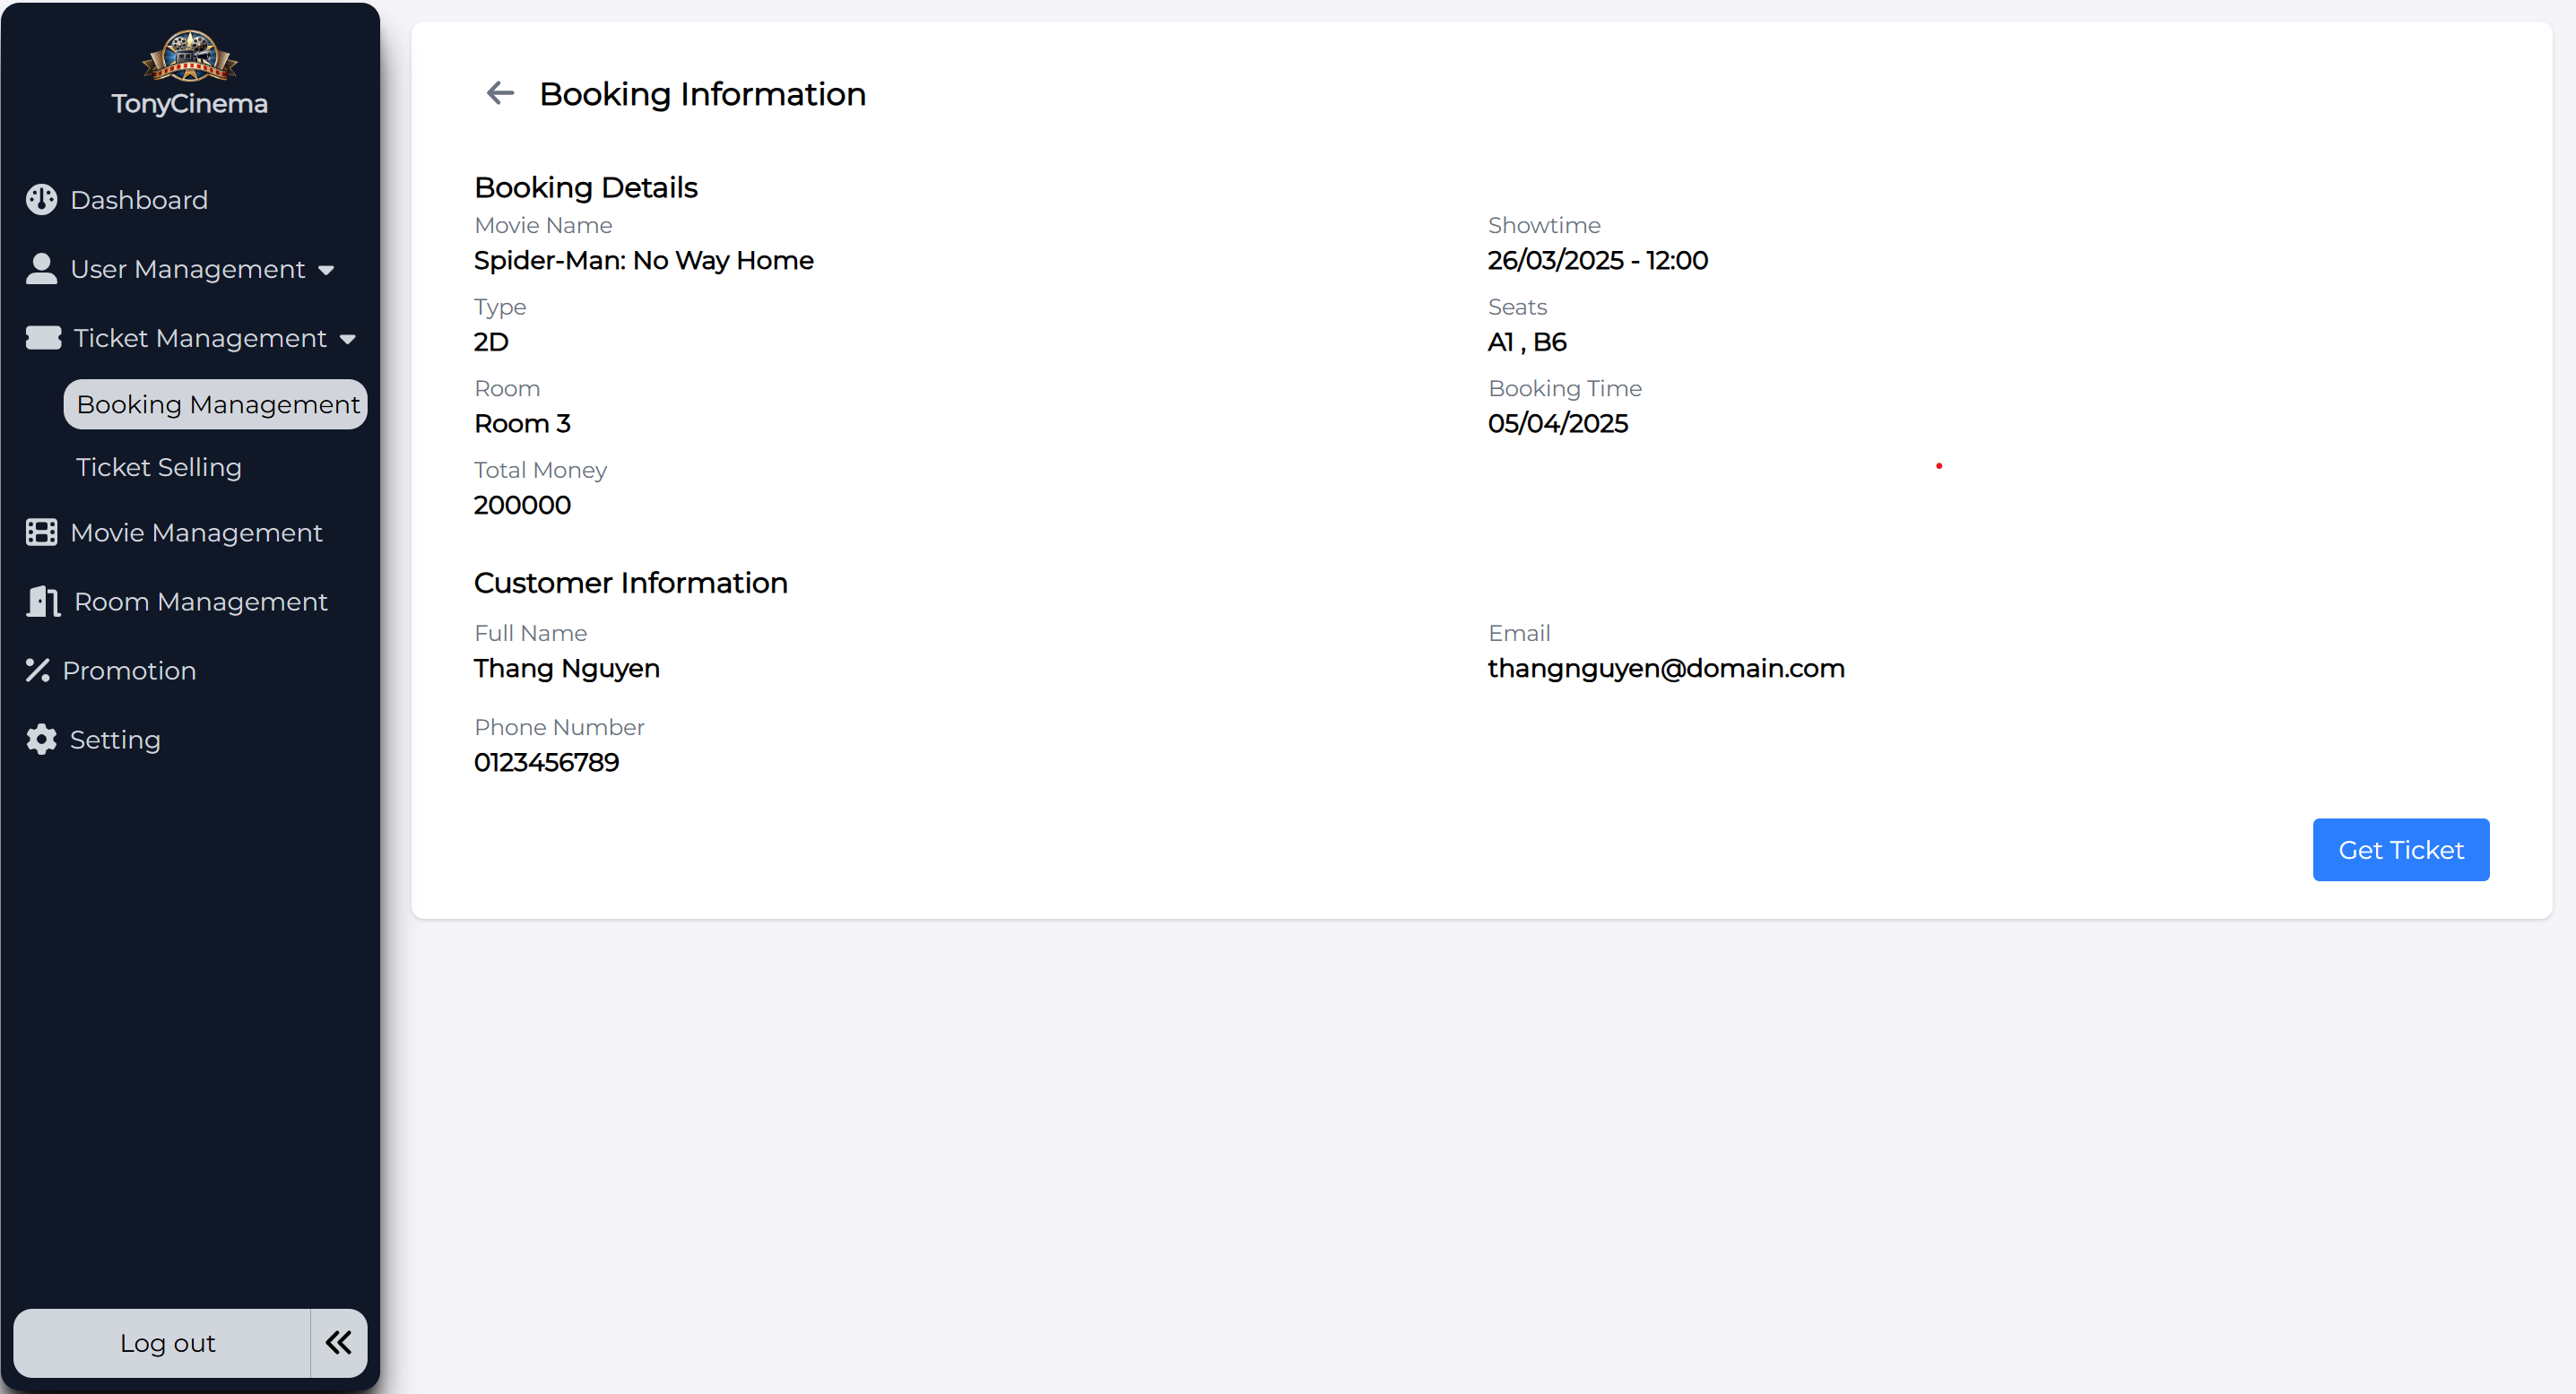 TonyCinema
Dashboard
User Management
Ticket Management
Booking Management
Ticket Selling
Movie Management
Room Management
Promotion
Setting
Log out
Booking Information
Booking Details
Movie Name
Spider-Man: No Way Home
Showtime
26/03/2025 - 12:00
Type
2D
Seats
A1 , B6
Room
Room 3
Booking Time
05/04/2025
Total Money
200000
Customer Information
Full Name
Thang Nguyen
Email
thangnguyen@domain.com
Phone Number
0123456789
Get Ticket